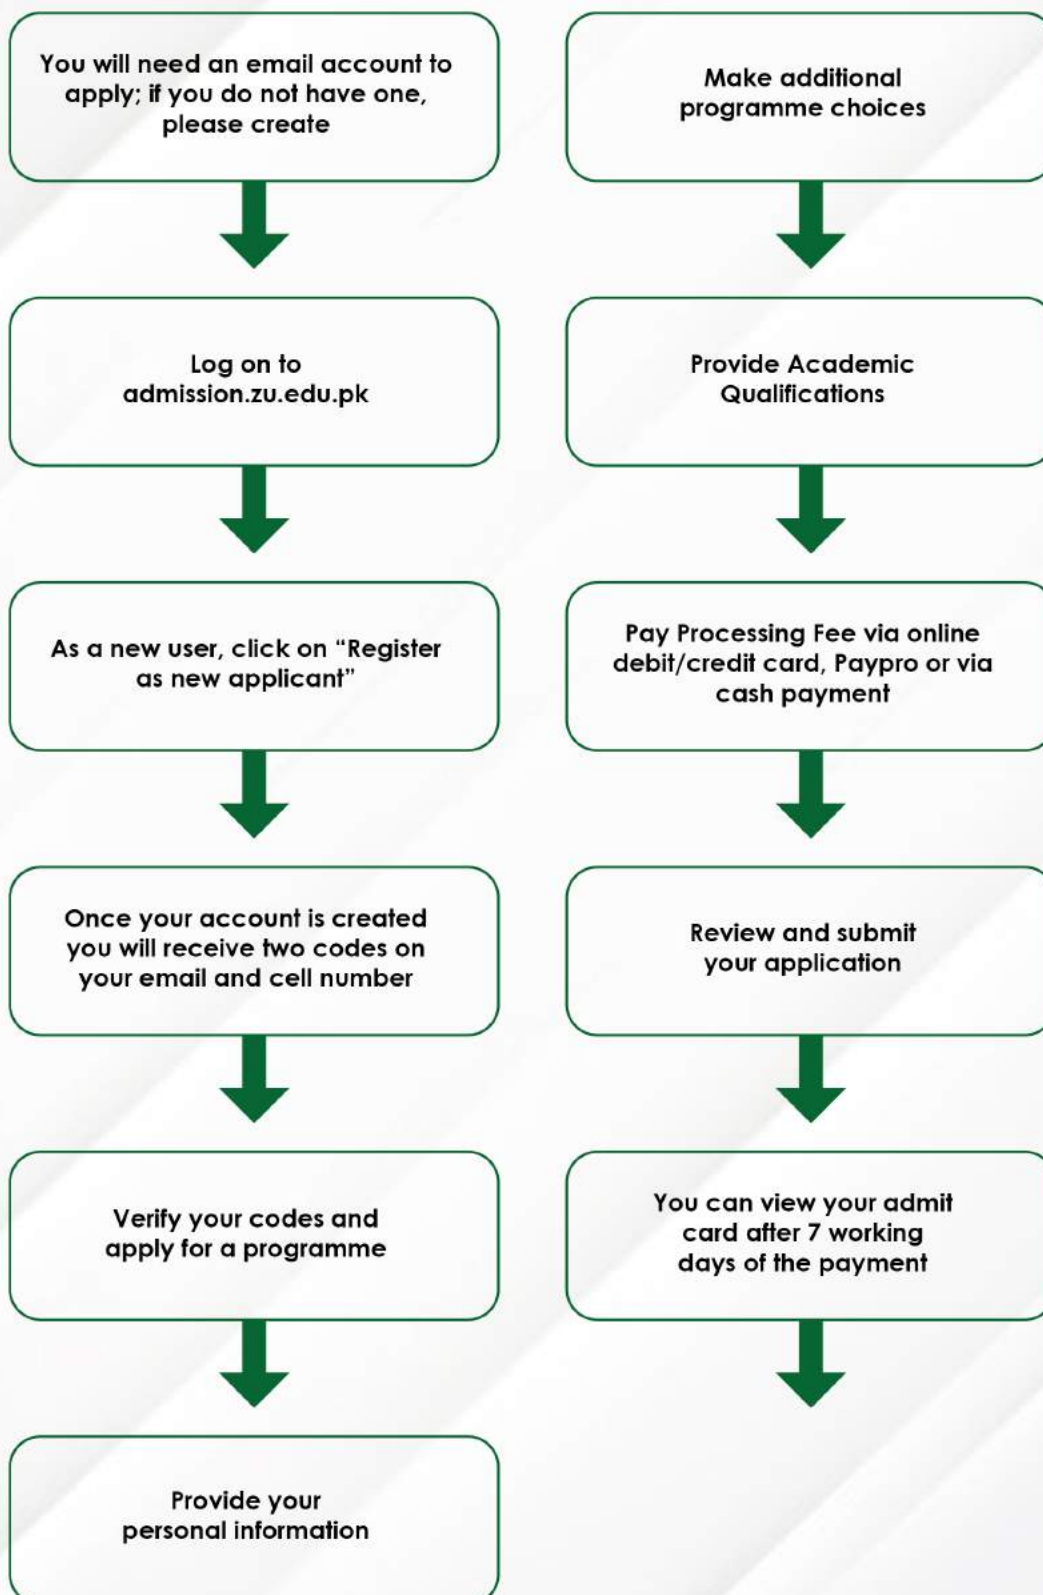 You will need an email account to
apply; if you do not have one,
please create
Log on to
admission.zu.edu.pk
As a new user, click on “Register
as new applicant”
Once your account is created
you will receive two codes on
your email and cell number
Verify your codes and
apply for a programme
Provide your
personal information
Make additional
programme choices
Provide Academic
Qualifications
Pay Processing Fee via online
debit/credit card, Paypro or via
cash payment
Review and submit
your application
You can view your admit
card after 7 working
days of the payment